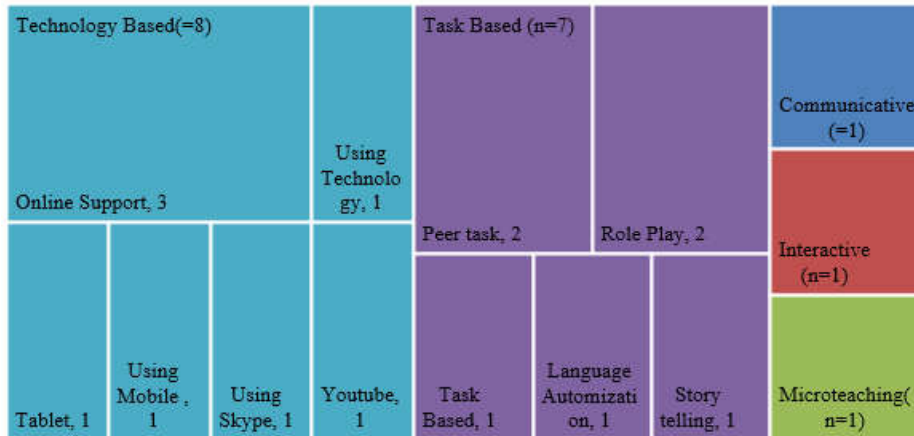 Technology Based(=8)
Online Support, 3
Using
Technolo
gy, 1
Tablet, 1
Using
Mobile ,
1
Using
Skype, 1
Youtube,
1
Task Based (n=7)
Peer task, 2
Role Play, 2
Task
Based, 1
Language
Automizati
on, 1
Story
telling, 1
Communicative
(=1)
Interactive
(n=1)
Microteaching(
n=1)